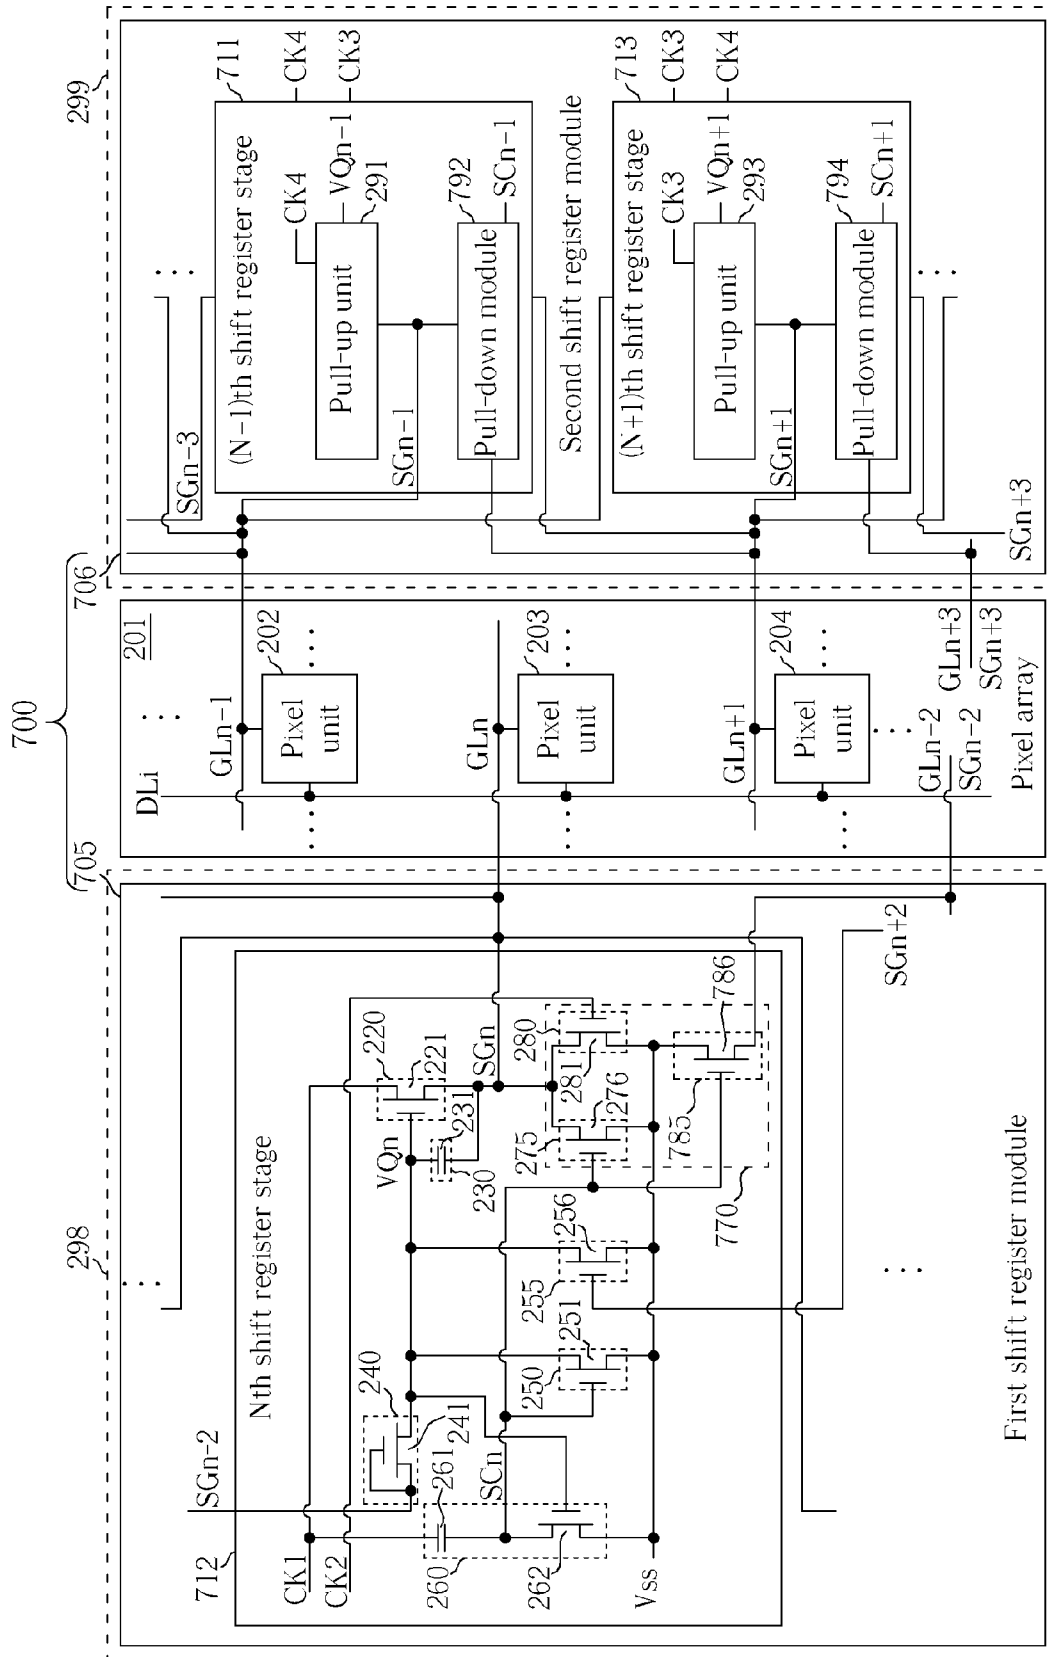 700
298
705
706
299
First shift register module
712
Nth shift register stage
CK1
CK2
SGn-2
240
241
260
261
262
SCn
Vss
VQn
220
221
230
231
SGn
250
251
255
256
275
276
280
281
785
786
770
SGn+2
201
DLi
GLn-1
202
Pixel unit
GLn
203
Pixel unit
GLn+1
204
Pixel unit
GLn-2
SGn-2
GLn+3
SGn+3
Pixel array
SGn-3
711
(N-1)th shift register stage
CK4
CK3
CK4
Pull-up unit
VQn-1
291
SGn-1
Pull-down module
792
SCn-1
Second shift register module
713
(N+1)th shift register stage
CK3
CK4
CK3
Pull-up unit
VQn+1
293
SGn+1
Pull-down module
794
SCn+1
SGn+3